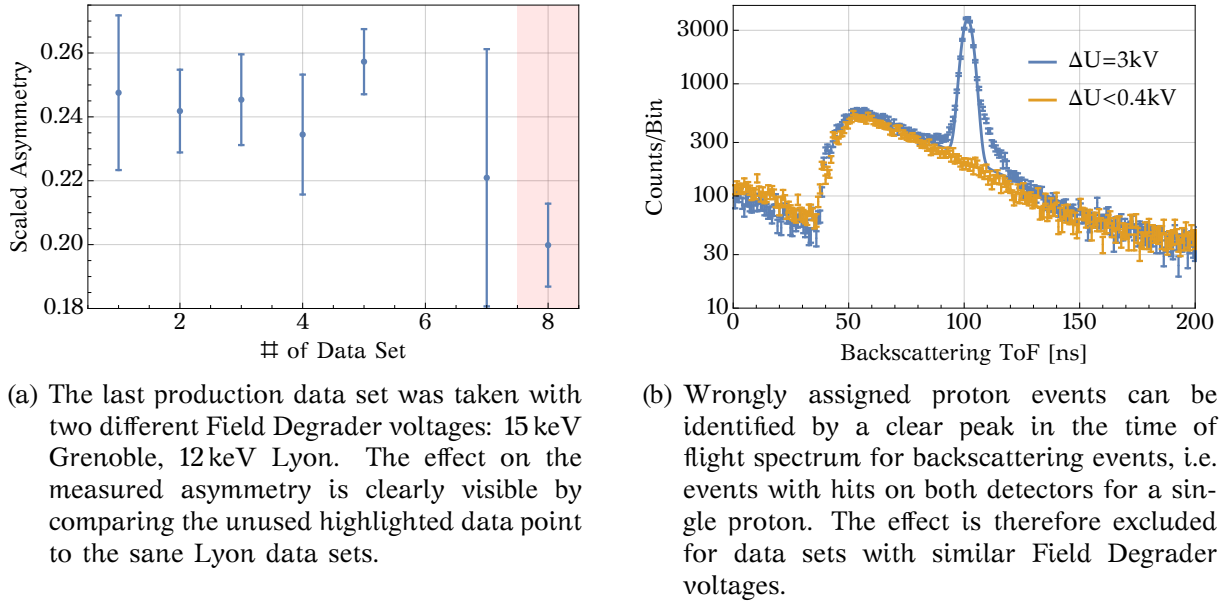 0.26
0.24
0.22
0.20
0.18
Scaled Asymmetry
2
4
6
8
# of Data Set
3000
1000
300
100
30
10
Counts/Bin
ΔU=3kV
ΔU<0.4kV
0
50
100
150
200
Backscattering ToF [ns]
(a) The last production data set was taken with
two different Field Degrader voltages: 15 keV
Grenoble, 12 keV Lyon. The effect on the
measured asymmetry is clearly visible by
comparing the unused highlighted data point
to the sane Lyon data sets.
(b) Wrongly assigned proton events can be
identified by a clear peak in the time of
flight spectrum for backscattering events, i.e.
events with hits on both detectors for a sin-
gle proton. The effect is therefore excluded
for data sets with similar Field Degrader
voltages.